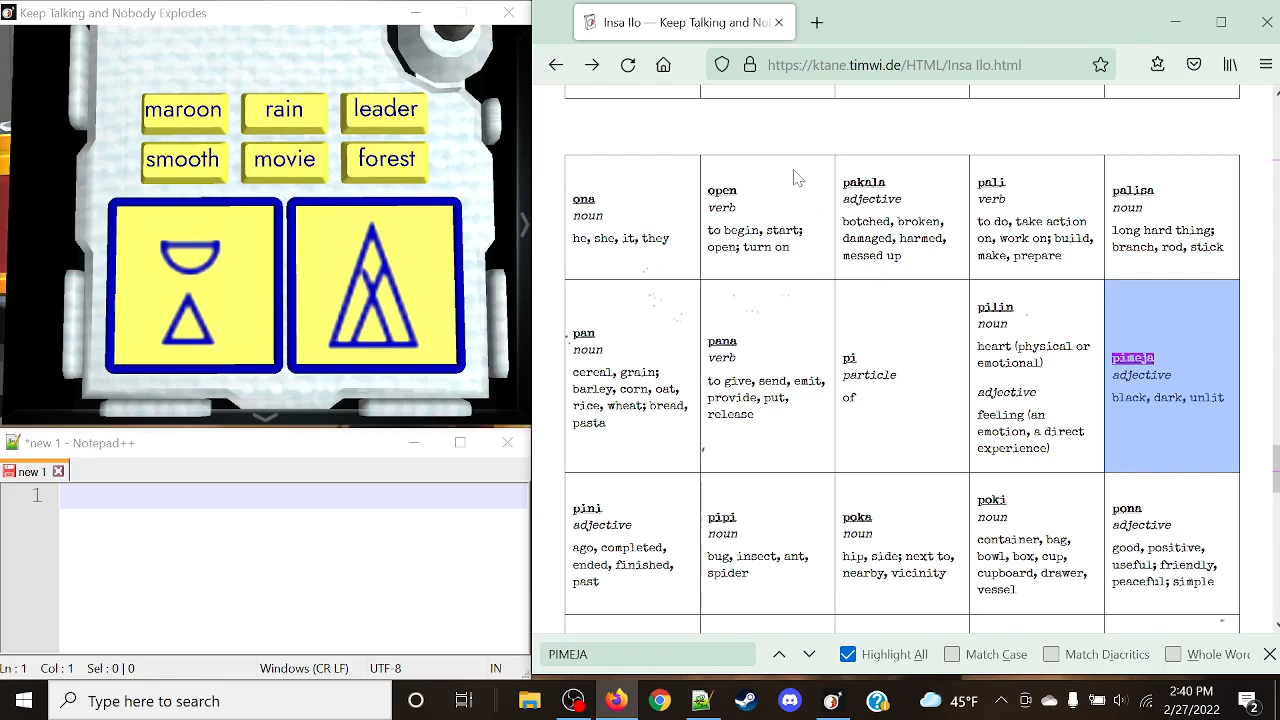 Keep Talking and Nobody Explodes
maroon
rain
leader
smooth
movie
forest
*new 1 - Notepad++
new 1
1
Ln : 1 Col : 1 Sel : 0 | 0
Windows (CR LF)
UTF-8
IN
Insa Ilo — Keep Talking and No
https://ktane.timwi.de/HTML/Insa Ilo.html
ona
noun
he, she, it, they
open
verb
to begin, start;
open; turn on
pakala
adjective
botched, broken,
damaged, harmed,
messed up
pali
verb
to do, take action
on, work on; build,
make, prepare
palisa
noun
long hard thing;
branch, rod, stick
pan
noun
cereal, grain;
barley, corn, oat,
rice, wheat; bread,
pasta
pana
verb
to give, send, emit,
provide, put,
release
pi
particle
of
pilin
noun
heart (physical or
emotional)
adjective
feeling (an
emotion, a direct
experience)
pimeja
adjective
black, dark, unlit
pini
adjective
ago, completed,
ended, finished,
past
pipi
noun
bug, insect, ant,
spider
poka
noun
hip, side; next to,
nearby, vicinity
poki
noun
container, bag,
bowl, box, cup,
cupboard, drawer,
vessel
pona
adjective
good, positive,
useful; friendly,
peaceful; simple
PIMEJA
Highlight All
Match Case
Match Diacritics
Whole Word
Type here to search
49°F
2:40 PM
2/27/2022
2